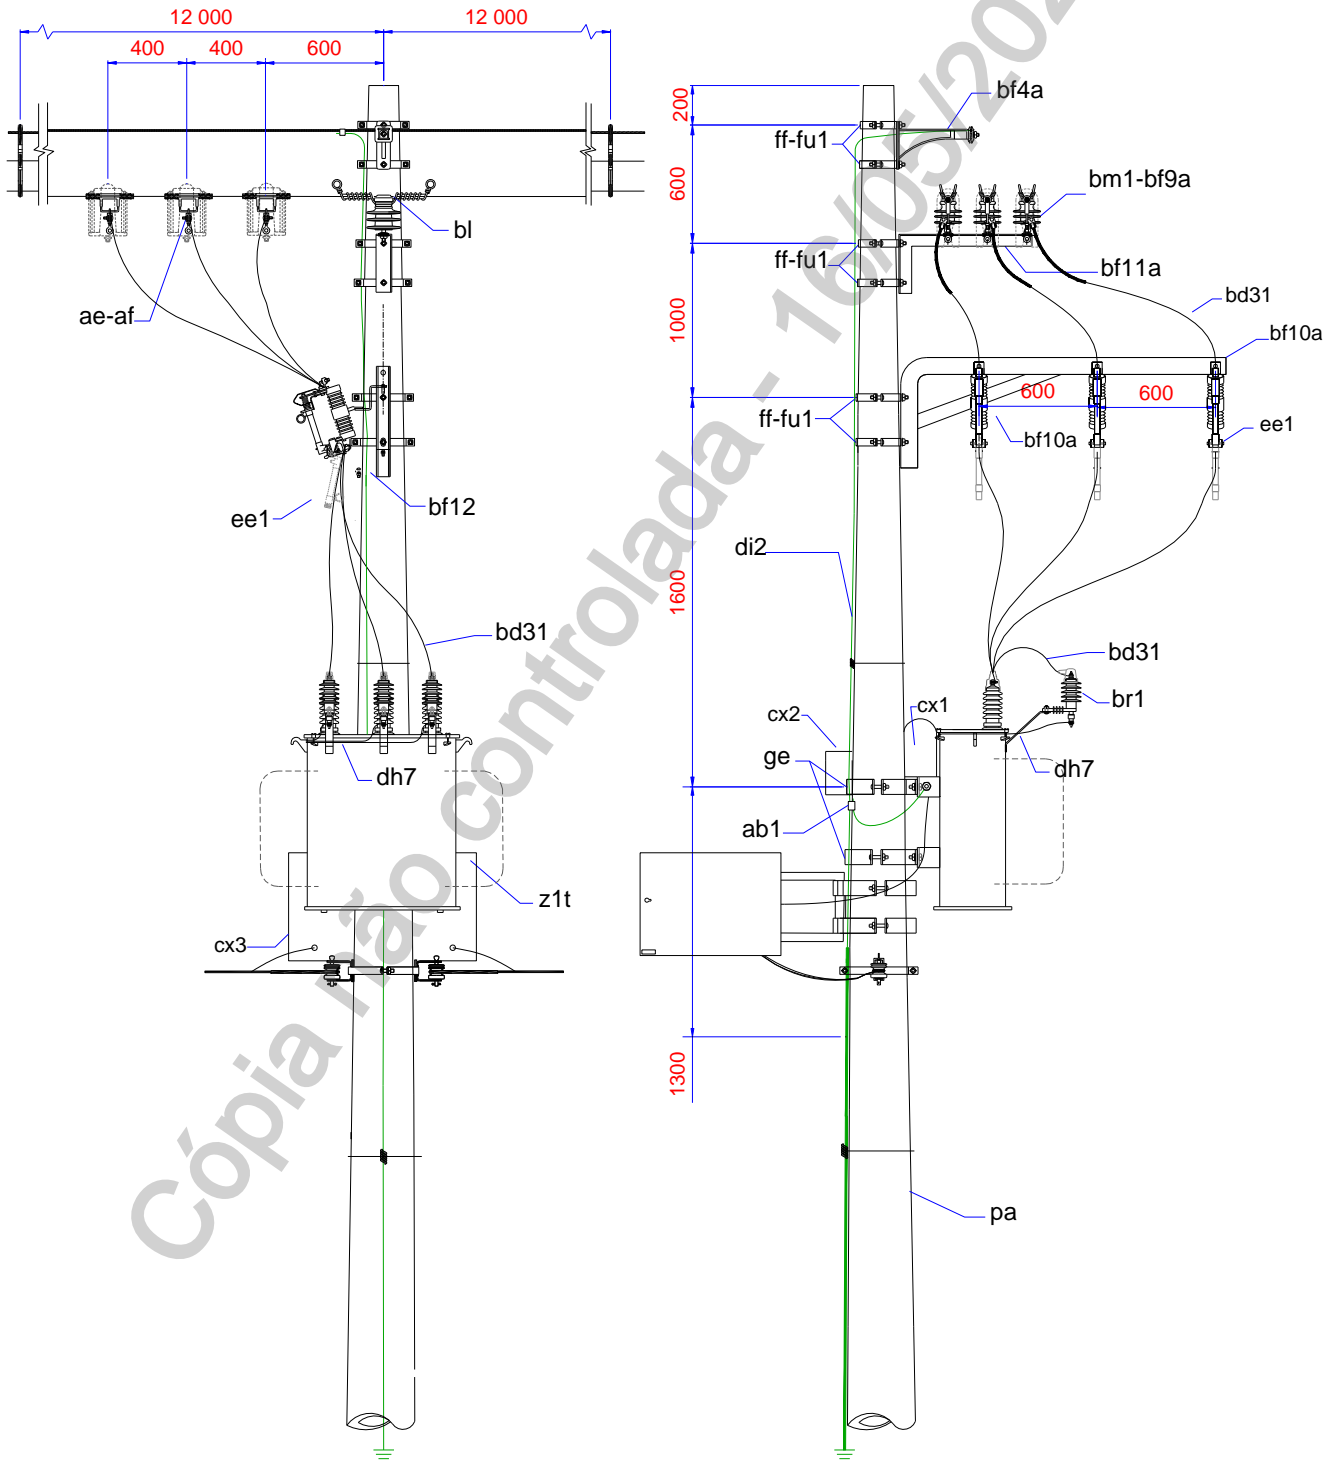 12 000
12 000
400
400
600
bl
ae-af
ee1
bf12
bd31
dh7
z1t
cx3
200
600
1000
1600
1300
ff-fu1
ff-fu1
ff-fu1
bf4a
bm1-bf9a
bf11a
bd31
bf10a
600
600
bf10a
ee1
di2
bd31
br1
cx2
cx1
ge
dh7
ab1
pa
Cópia não controlada - 16/05/202